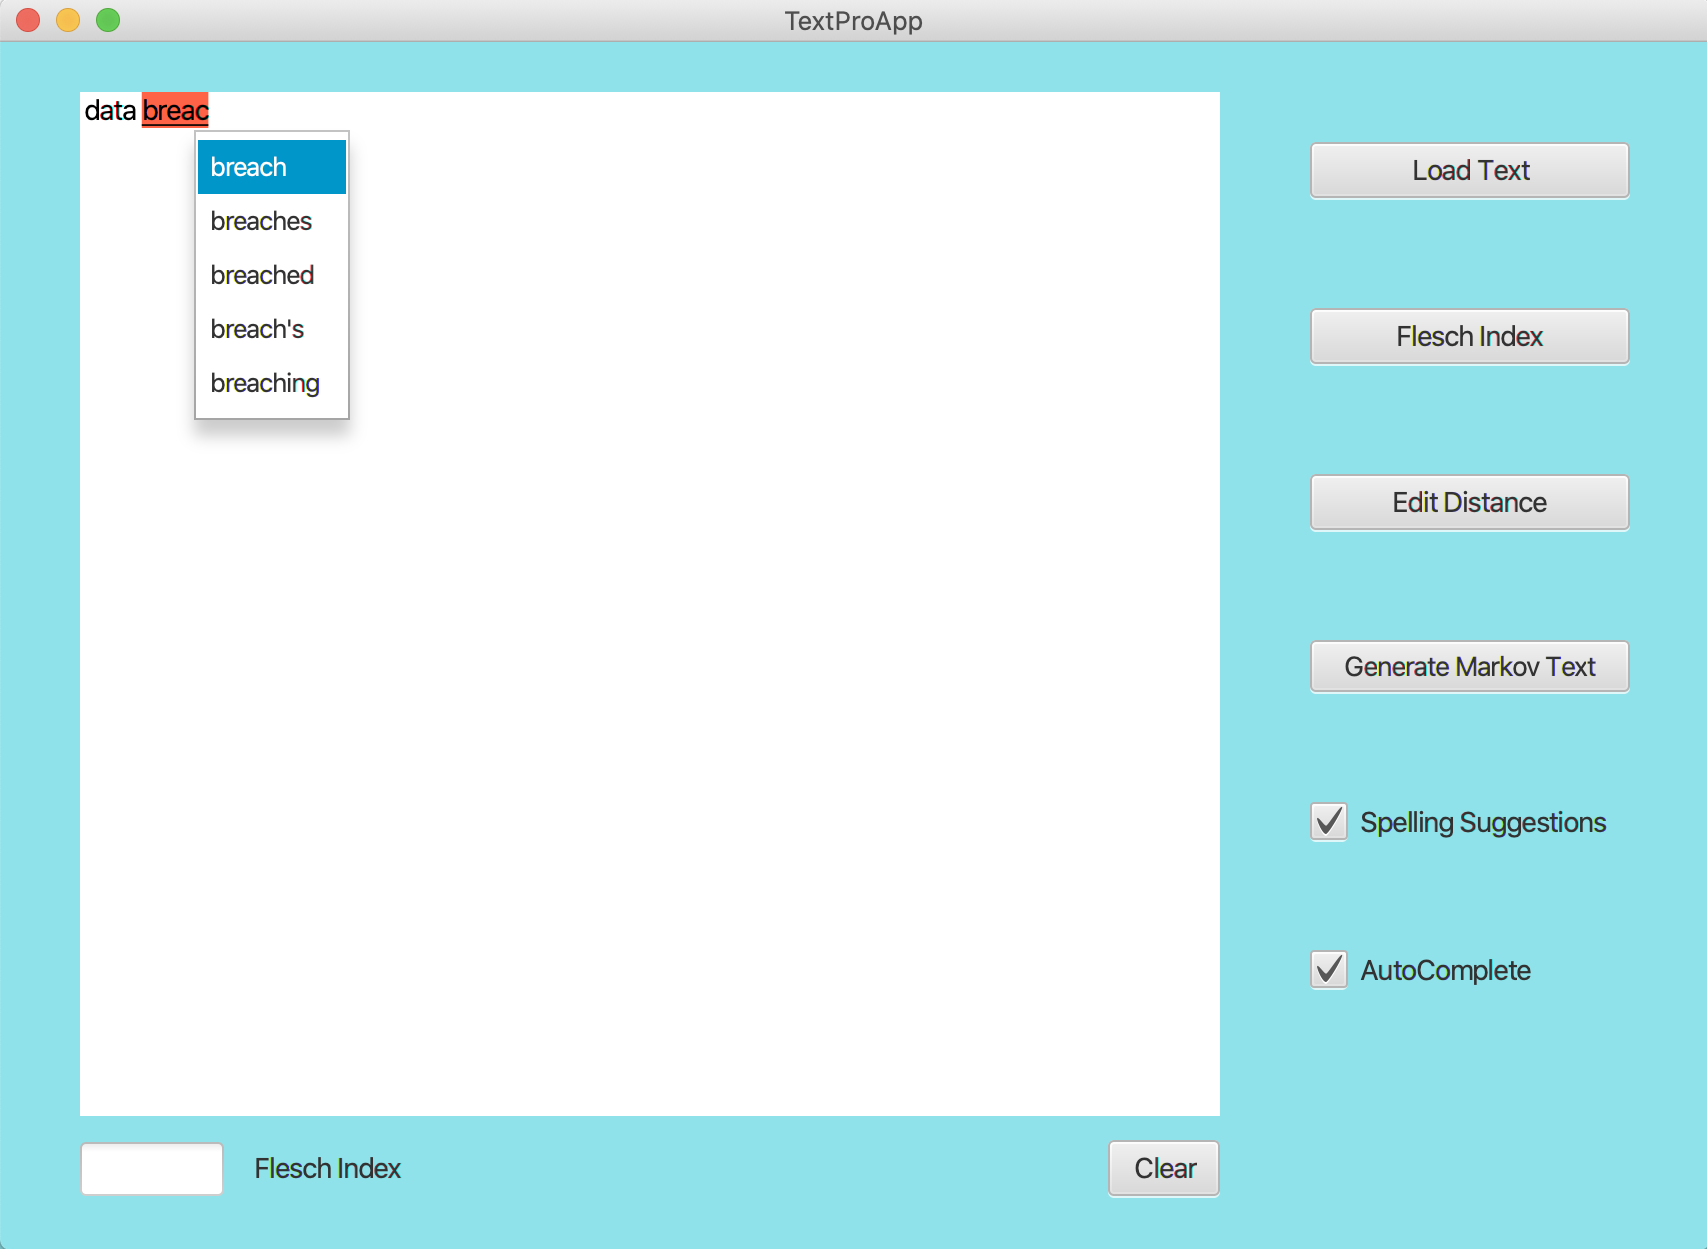 TextProApp
data breac
breach
breaches
breached
breach's
breaching
Load Text
Flesch Index
Edit Distance
Generate Markov Text
Spelling Suggestions
AutoComplete
Flesch Index
Clear